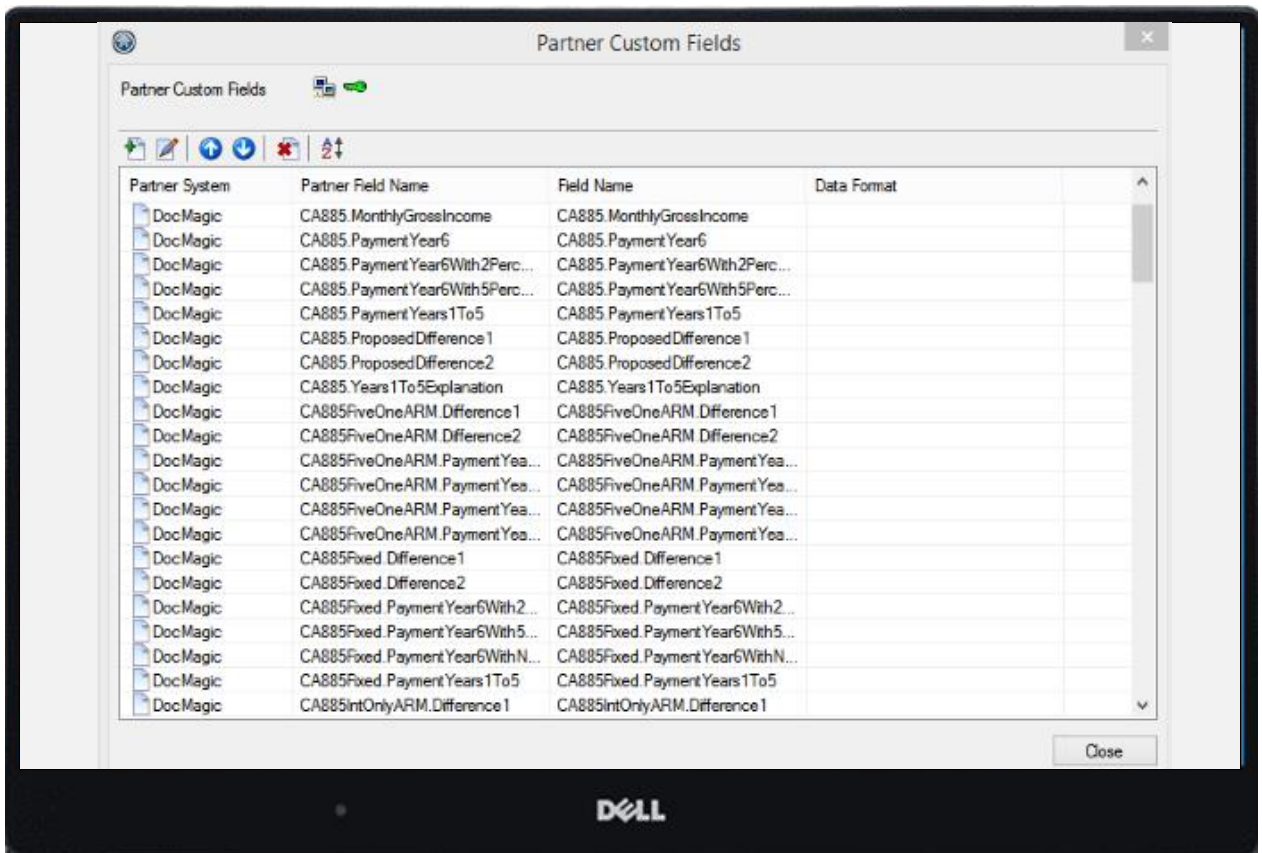 Partner Custom Fields
Partner Custom Fields
Partner System Partner Field Name Field Name Data Format
DocMagic CA885.MonthlyGrossIncome CA885.MonthlyGrossIncome
DocMagic CA885.PaymentYear6 CA885.PaymentYear6
DocMagic CA885.PaymentYear6With2Perc... CA885.PaymentYear6With2Perc...
DocMagic CA885.PaymentYear6With5Perc... CA885.PaymentYear6With5Perc...
DocMagic CA885.PaymentYears1To5 CA885.PaymentYears1To5
DocMagic CA885.ProposedDifference1 CA885.ProposedDifference1
DocMagic CA885.ProposedDifference2 CA885.ProposedDifference2
DocMagic CA885.Years1To5Explanation CA885.Years1To5Explanation
DocMagic CA885FiveOneARM.Difference1 CA885FiveOneARM.Difference1
DocMagic CA885FiveOneARM.Difference2 CA885FiveOneARM.Difference2
DocMagic CA885FiveOneARM.PaymentYea... CA885FiveOneARM.PaymentYea...
DocMagic CA885FiveOneARM.PaymentYea... CA885FiveOneARM.PaymentYea...
DocMagic CA885FiveOneARM.PaymentYea... CA885FiveOneARM.PaymentYea...
DocMagic CA885FiveOneARM.PaymentYea... CA885FiveOneARM.PaymentYea...
DocMagic CA885Fixed.Difference1 CA885Fixed.Difference1
DocMagic CA885Fixed.Difference2 CA885Fixed.Difference2
DocMagic CA885Fixed.PaymentYear6With2... CA885Fixed.PaymentYear6With2...
DocMagic CA885Fixed.PaymentYear6With5... CA885Fixed.PaymentYear6With5...
DocMagic CA885Fixed.PaymentYear6WithN... CA885Fixed.PaymentYear6WithN...
DocMagic CA885Fixed.PaymentYears1To5 CA885Fixed.PaymentYears1To5
DocMagic CA885IntOnlyARM.Difference1 CA885IntOnlyARM.Difference1
Close
DELL